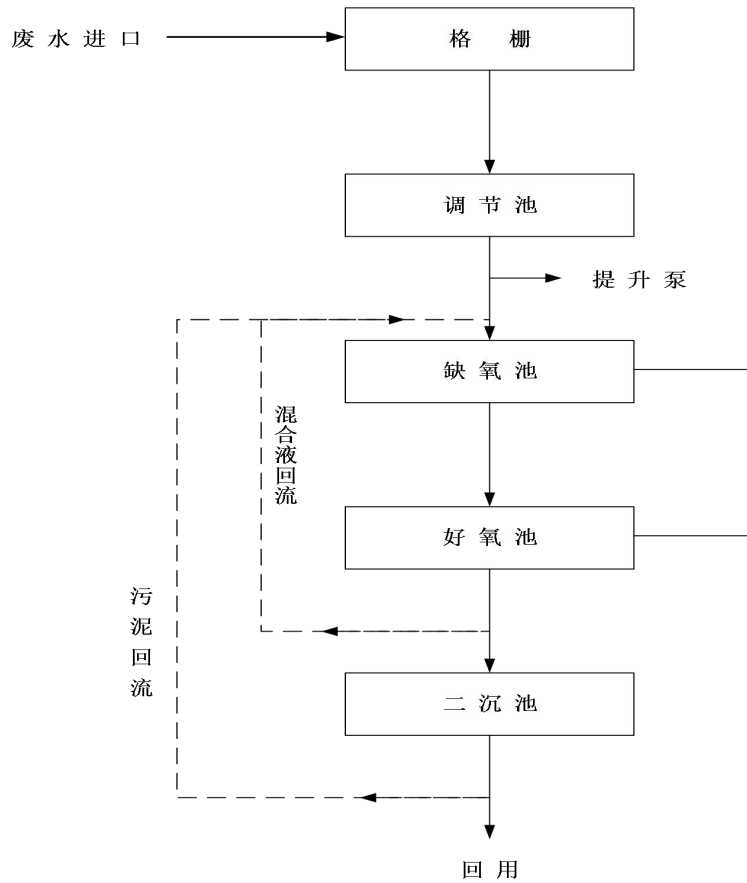 废水进口
格栅
调节池
提升泵
缺氧池
混合液回流
好氧池
污泥回流
二沉池
回用